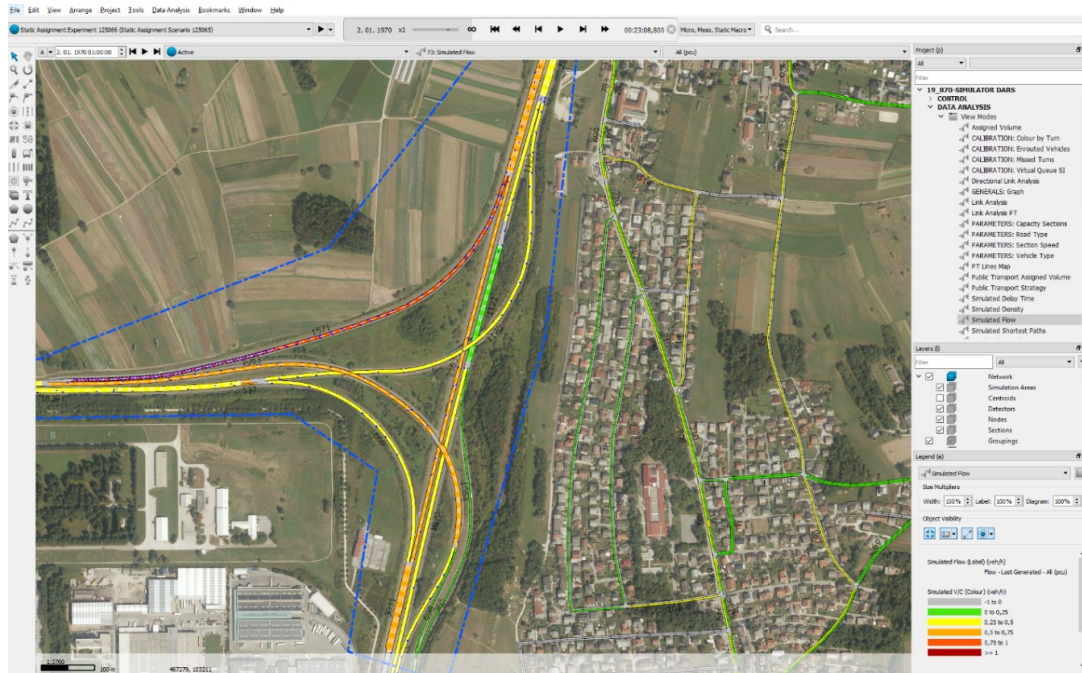 File Edit View Arrange Project Tools Data Analysis Bookmarks Window Help
Static Assignment Experiment 125066 (Static Assignment Scenario 125065)
2. 01. 1970 x1
00:23:08,800
Micro, Meso, Static Macro
Search...
2. 01. 1970 01:00:00
Active
73: Simulated Flow
All (pcu)
Project (p)
All
Filter
19_870-SIMULATOR DARS
CONTROL
DATA ANALYSIS
View Modes
Assigned Volume
CALIBRATION: Colour by Turn
CALIBRATION: Enrouted Vehicles
CALIBRATION: Missed Turns
CALIBRATION: Virtual Queue SI
Directional Link Analysis
GENERALS: Graph
Link Analysis
Link Analysis PT
PARAMETERS: Capacity Sections
PARAMETERS: Road Type
PARAMETERS: Section Speed
PARAMETERS: Vehicle Type
PT Lines Map
Public Transport Assigned Volume
Public Transport Strategy
Simulated Delay Time
Simulated Density
Simulated Flow
Simulated Shortest Paths
Layers (l)
Filter
All
Network
Simulation Areas
Centroids
Detectors
Nodes
Sections
Groupings
Legend (e)
Simulated Flow
Size Multipliers
Width: 100% Label: 100% Diagram: 100%
Object Visibility
Simulated Flow (Label) (veh/h)
Flow - Last Generated - All (pcu)
Simulated V/C (Colour) (veh/h)
-1 to 0
0 to 0,25
0,25 to 0,5
0,5 to 0,75
0,75 to 1
>= 1
1571
1:3760
100 m
467279, 103211